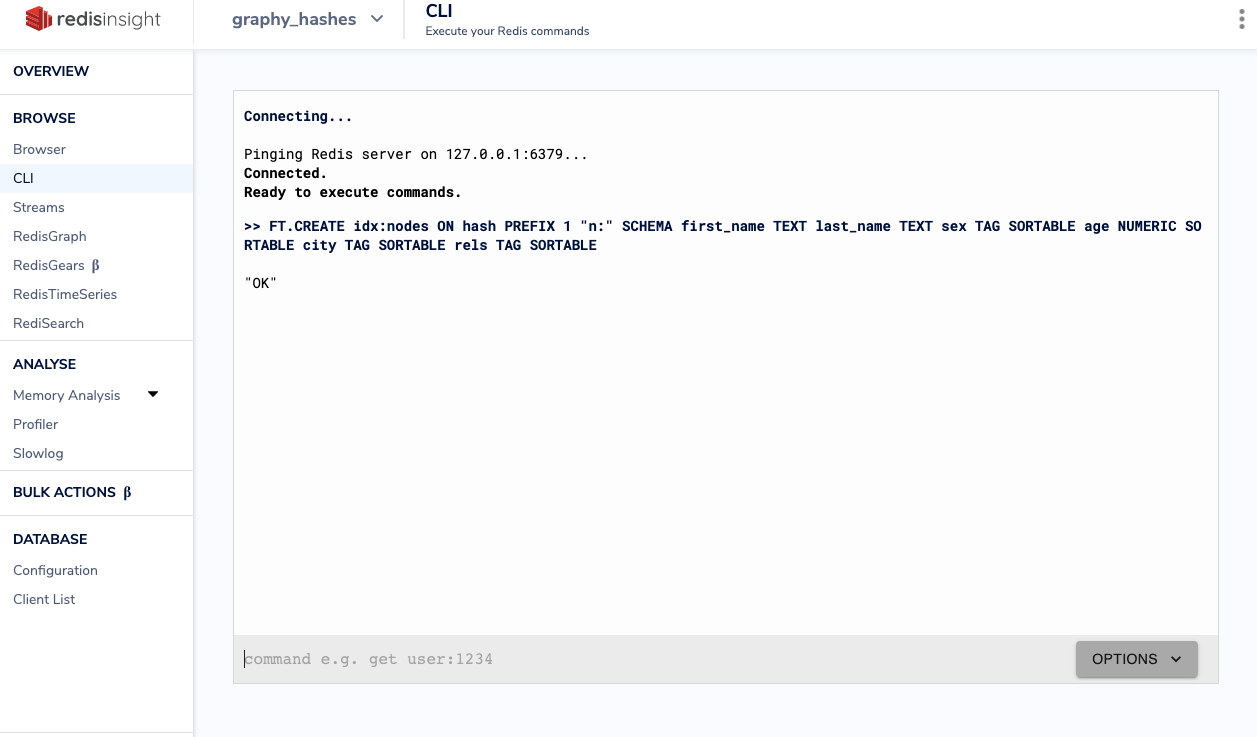 redisinsight
graphy_hashes
CLI
Execute your Redis commands
OVERVIEW
BROWSE
Browser
CLI
Streams
RedisGraph
RedisGears β
RedisTimeSeries
RediSearch
ANALYSE
Memory Analysis
Profiler
Slowlog
BULK ACTIONS β
DATABASE
Configuration
Client List
Connecting...
Pinging Redis server on 127.0.0.1:6379...
Connected.
Ready to execute commands.
>> FT.CREATE idx:nodes ON hash PREFIX 1 "n:" SCHEMA first_name TEXT last_name TEXT sex TAG SORTABLE age NUMERIC SO
RTABLE city TAG SORTABLE rels TAG SORTABLE
"OK"
command e.g. get user:1234
OPTIONS